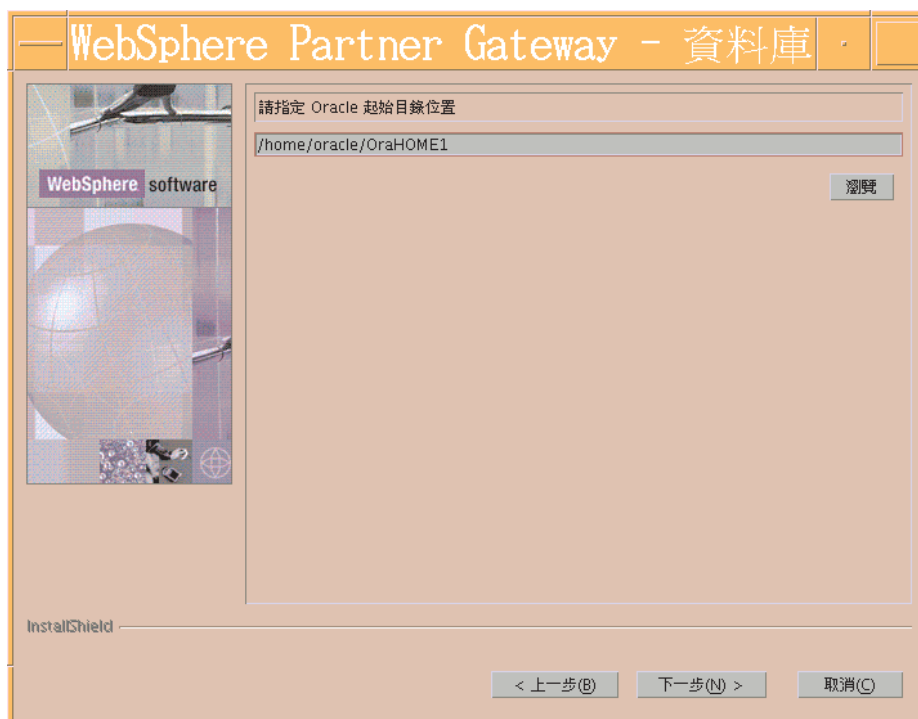 WebSphere Partner Gateway - 資料庫
請指定 Oracle 起始目錄位置
/home/oracle/OraHOME1
瀏覽
WebSphere software
InstallShield
< 上一步(B)
下一步(N) >
取消(C)